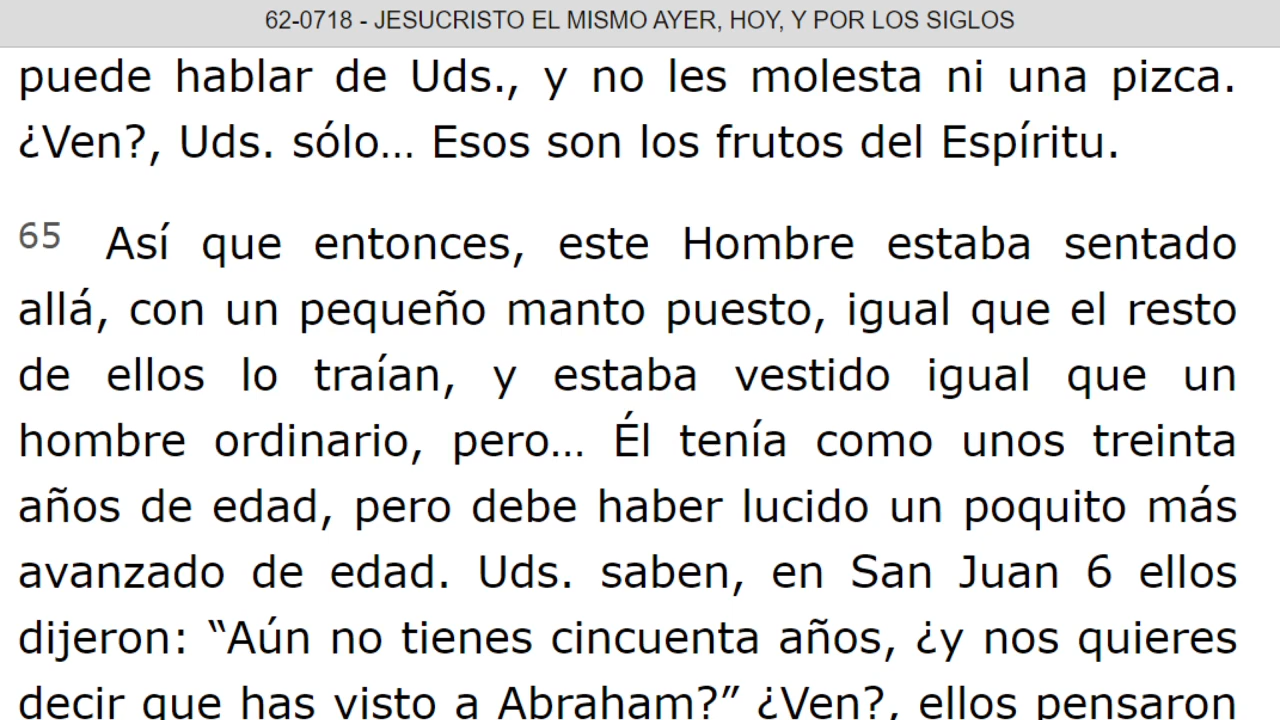 62-0718 - JESUCRISTO EL MISMO AYER, HOY, Y POR LOS SIGLOS
puede hablar de Uds., y no les molesta ni una pizca.
¿Ven?, Uds. sólo… Esos son los frutos del Espíritu.
65 Así que entonces, este Hombre estaba sentado
allá, con un pequeño manto puesto, igual que el resto
de ellos lo traían, y estaba vestido igual que un
hombre ordinario, pero… Él tenía como unos treinta
años de edad, pero debe haber lucido un poquito más
avanzado de edad. Uds. saben, en San Juan 6 ellos
dijeron: “Aún no tienes cincuenta años, ¿y nos quieres
decir que has visto a Abraham?” ¿Ven?, ellos pensaron